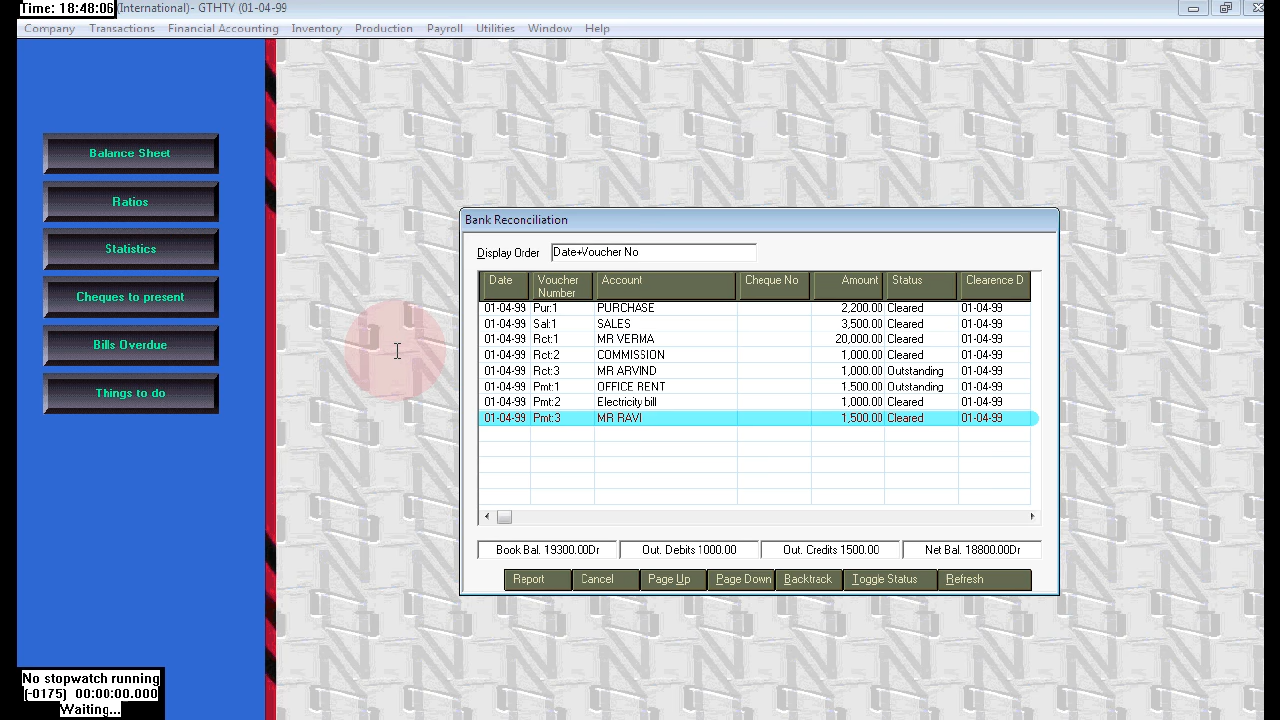 Time: 18:48:06 (International)- GTHTY (01-04-99
Company Transactions Financial Accounting Inventory Production Payroll Utilities Window Help
Balance Sheet
Ratios
Statistics
Cheques to present
Bills Overdue
Things to do
Bank Reconciliation
Display Order Date+Voucher No
Date Voucher Number Account Cheque No Amount Status Clearence D
01-04-99 Pur:1 PURCHASE 2,200.00 Cleared 01-04-99
01-04-99 Sal:1 SALES 3,500.00 Cleared 01-04-99
01-04-99 Rct:1 MR VERMA 20,000.00 Cleared 01-04-99
01-04-99 Rct:2 COMMISSION 1,000.00 Cleared 01-04-99
01-04-99 Rct:3 MR ARVIND 1,000.00 Outstanding 01-04-99
01-04-99 Pmt:1 OFFICE RENT 1,500.00 Outstanding 01-04-99
01-04-99 Pmt:2 Electricity bill 1,000.00 Cleared 01-04-99
01-04-99 Pmt:3 MR RAVI 1,500.00 Cleared 01-04-99
Book Bal. 19300.00Dr Out. Debits 1000.00 Out. Credits 1500.00 Net Bal. 18800.00Dr
Report Cancel Page Up Page Down Backtrack Toggle Status Refresh
No stopwatch running
(-0175) 00:00:00.000
Waiting...